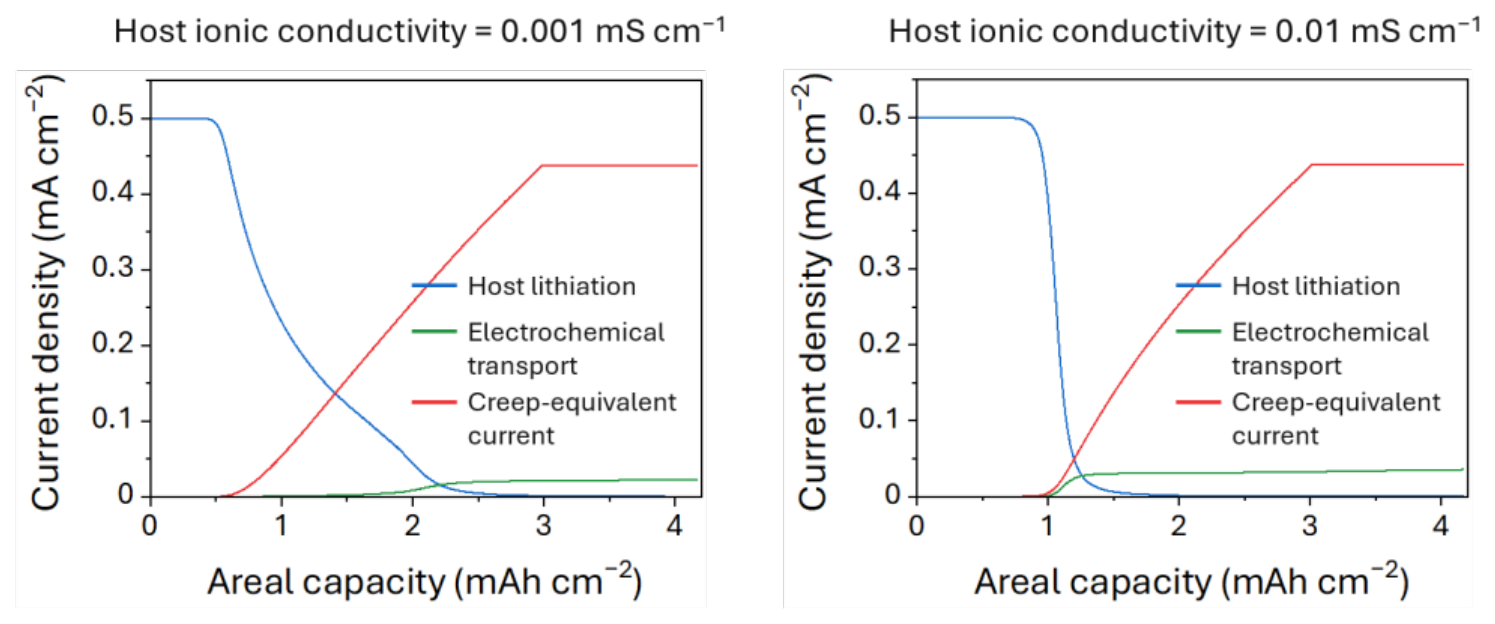 Host ionic conductivity = 0.001 mS cm⁻¹
Current density (mA cm⁻²)
0.5
0.4
0.3
0.2
0.1
0
Host lithiation
Electrochemical
transport
Creep-equivalent
current
0 1 2 3 4
Areal capacity (mAh cm⁻²)
Host ionic conductivity = 0.01 mS cm⁻¹
Current density (mA cm⁻²)
0.5
0.4
0.3
0.2
0.1
0
Host lithiation
Electrochemical
transport
Creep-equivalent
current
0 1 2 3 4
Areal capacity (mAh cm⁻²)